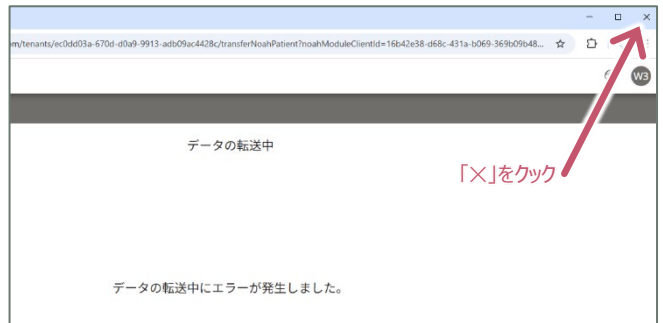 om/tenants/ec0dd03a-670d-d0a9-9913-adb09ac4428c/transferNoahPatient?noahModuleClientId=16b42e38-d68c-431a-b069-369b09b48...
W3
データの転送中
「×」をクック
データの転送中にエラーが発生しました。